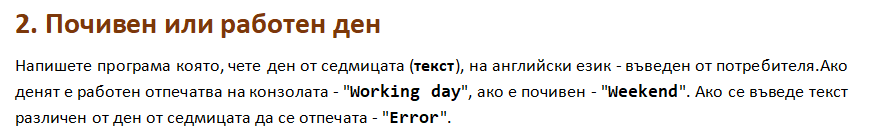 2. Почивен или работен ден
Напишете програма която, чете ден от седмицата (текст), на английски език - въведен от потребителя.Ако
денят е работен отпечатва на конзолата - "Working day", ако е почивен - "Weekend". Ако се въведе текст
различен от ден от седмицата да се отпечата - "Error".